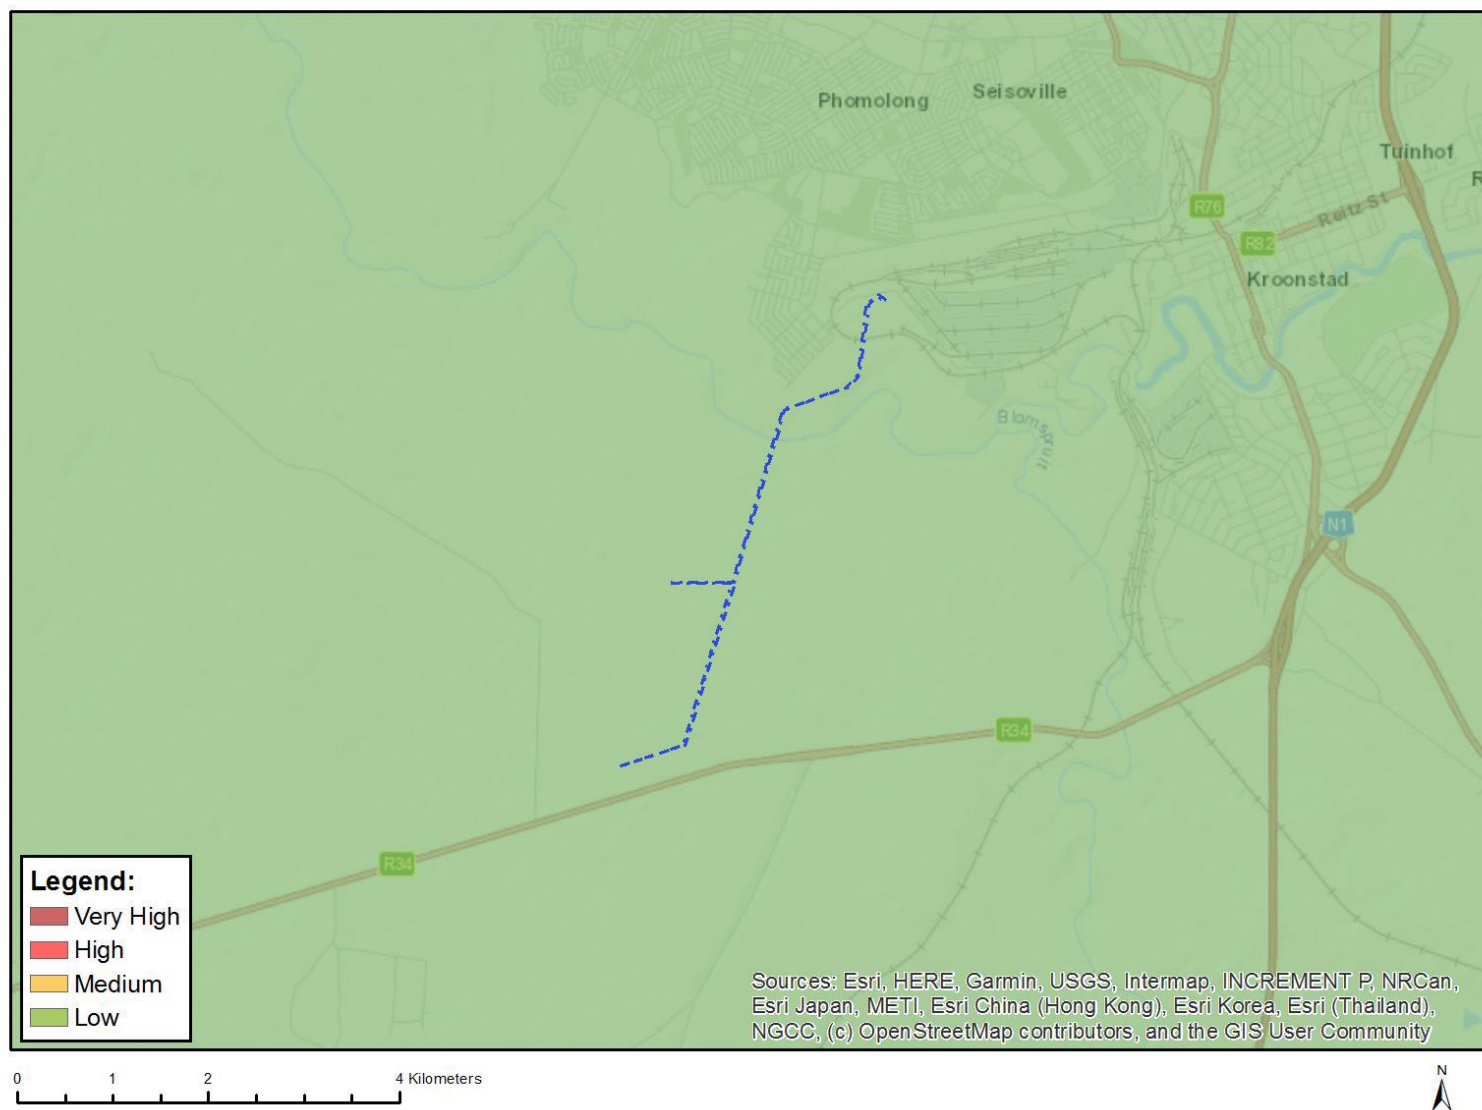 Phomolong
Seisoville
Tuinhof
R
R76
Reitz St
R82
Kroonstad
Blomspruit
N1
R34
R34
Legend:
Very High
High
Medium
Low
Sources: Esri, HERE, Garmin, USGS, Intermap, INCREMENT P, NRCan,
Esri Japan, METI, Esri China (Hong Kong), Esri Korea, Esri (Thailand),
NGCC, (c) OpenStreetMap contributors, and the GIS User Community
0 1 2 4 Kilometers
N